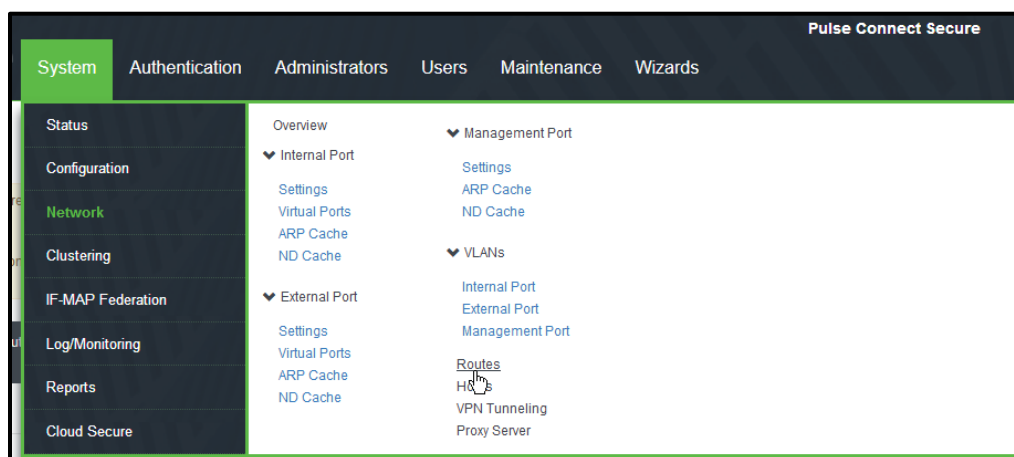 Pulse Connect Secure
System Authentication Administrators Users Maintenance Wizards
Status
Configuration
Network
Clustering
IF-MAP Federation
Log/Monitoring
Reports
Cloud Secure
Overview
Internal Port
Settings
Virtual Ports
ARP Cache
ND Cache
External Port
Settings
Virtual Ports
ARP Cache
ND Cache
Management Port
Settings
ARP Cache
ND Cache
VLANs
Internal Port
External Port
Management Port
Routes
VPN Tunneling
Proxy Server